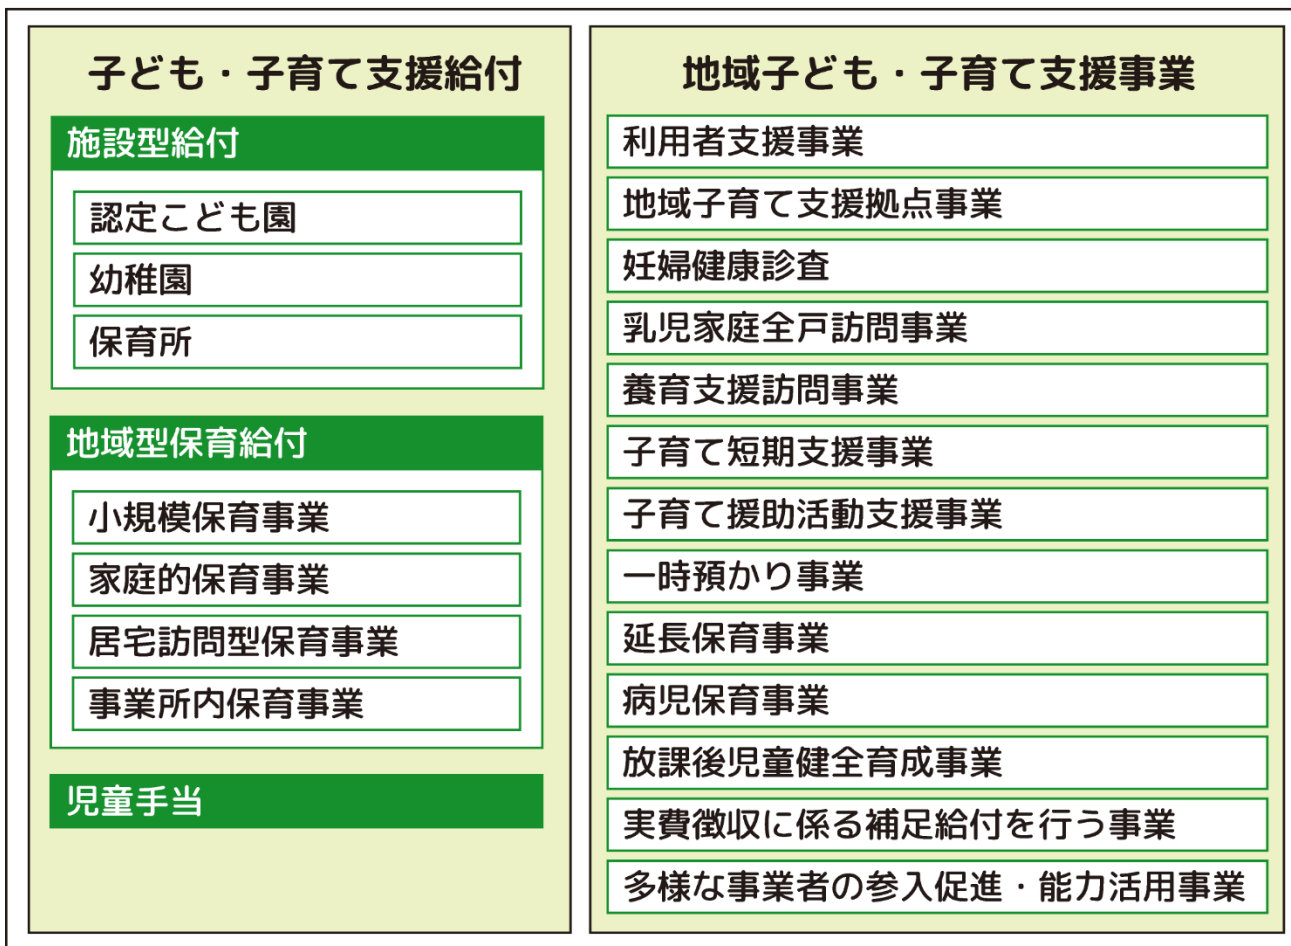 子ども・子育て支援給付
施設型給付
認定こども園
幼稚園
保育所
地域型保育給付
小規模保育事業
家庭的保育事業
居宅訪問型保育事業
事業所内保育事業
児童手当
地域子ども・子育て支援事業
利用者支援事業
地域子育て支援拠点事業
妊婦健康診査
乳児家庭全戸訪問事業
養育支援訪問事業
子育て短期支援事業
子育て援助活動支援事業
一時預かり事業
延長保育事業
病児保育事業
放課後児童健全育成事業
実費徴収に係る補足給付を行う事業
多様な事業者の参入促進・能力活用事業